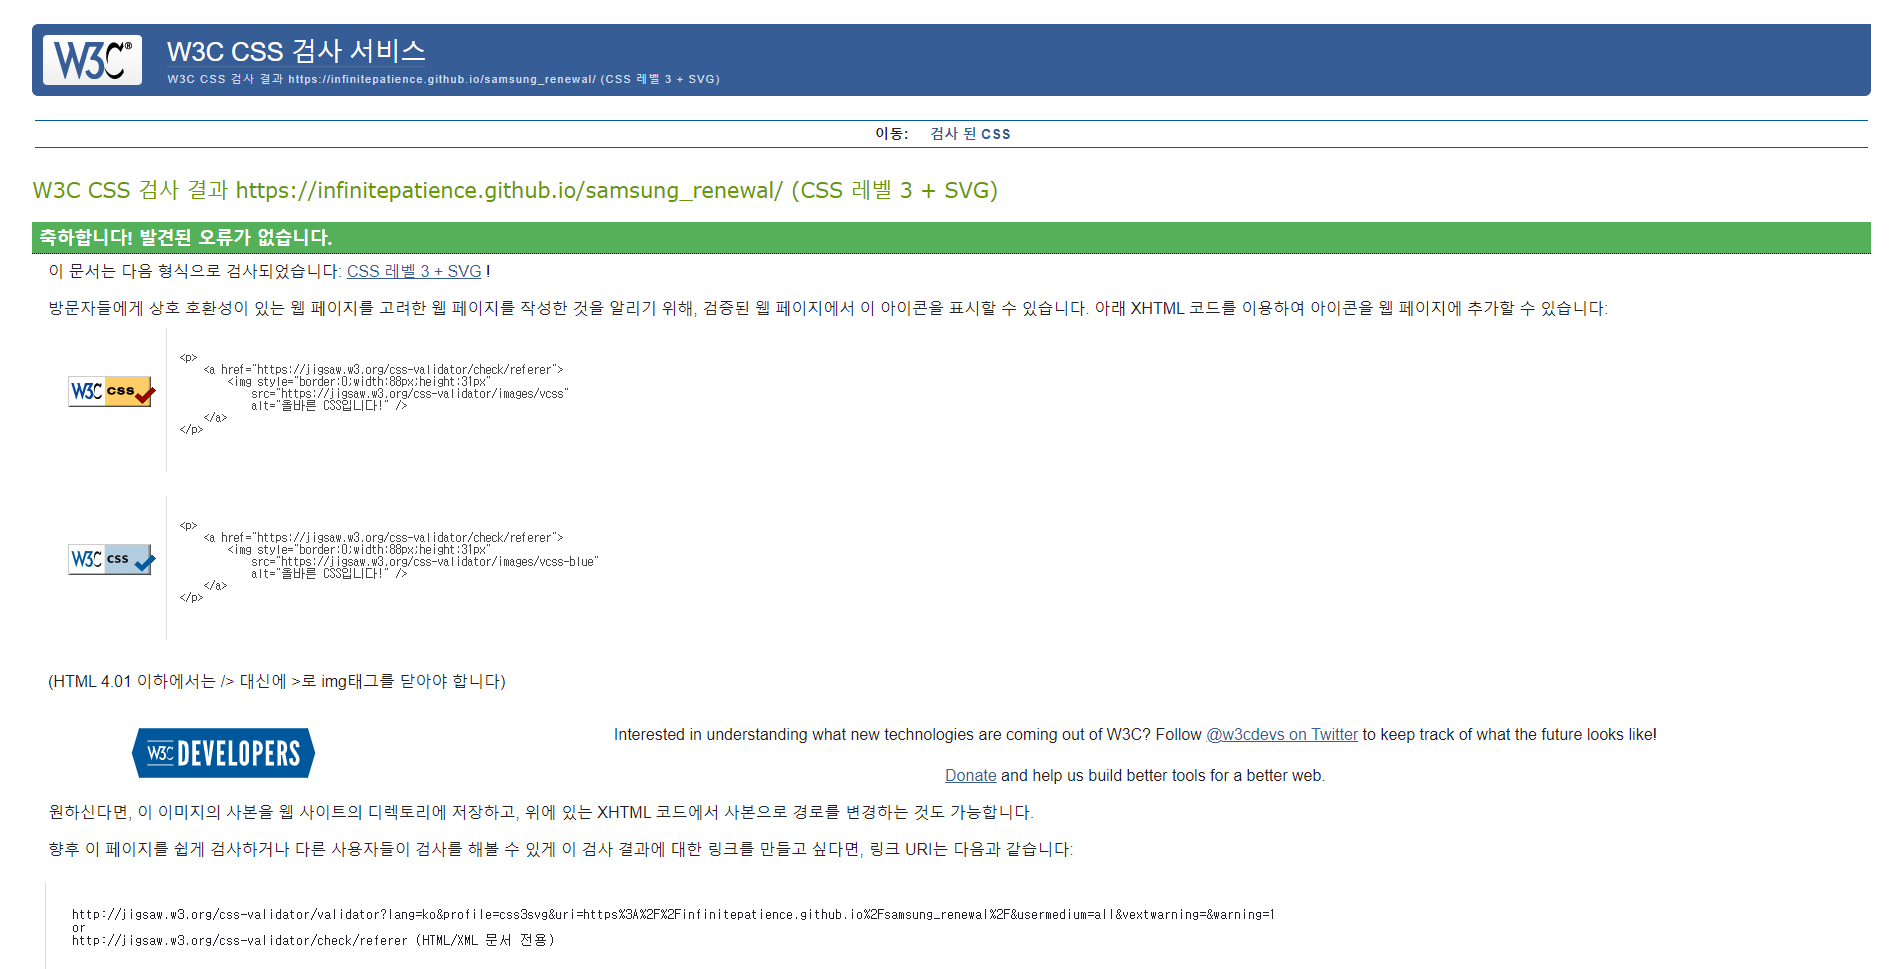 W3C® W3C CSS 검사 서비스
W3C CSS 검사 결과 https://infinitepatience.github.io/samsung_renewal/ (CSS 레벨 3 + SVG)
이동: 검사 된 CSS
W3C CSS 검사 결과 https://infinitepatience.github.io/samsung_renewal/ (CSS 레벨 3 + SVG)
축하합니다! 발견된 오류가 없습니다.
이 문서는 다음 형식으로 검사되었습니다: CSS 레벨 3 + SVG !
방문자들에게 상호 호환성이 있는 웹 페이지를 고려한 웹 페이지를 작성한 것을 알리기 위해, 검증된 웹 페이지에서 이 아이콘을 표시할 수 있습니다. 아래 XHTML 코드를 이용하여 아이콘을 웹 페이지에 추가할 수 있습니다:
W3C css
<p>
<a href="https://jigsaw.w3.org/css-validator/check/referer">
<img style="border:0;width:88px;height:31px"
src="https://jigsaw.w3.org/css-validator/images/vcss"
alt="올바른 CSS입니다!" />
</a>
</p>
W3C css
<p>
<a href="https://jigsaw.w3.org/css-validator/check/referer">
<img style="border:0;width:88px;height:31px"
src="https://jigsaw.w3.org/css-validator/images/vcss-blue"
alt="올바른 CSS입니다!" />
</a>
</p>
(HTML 4.01 이하에서는 /> 대신에 >로 img태그를 닫아야 합니다)
W3C DEVELOPERS
Interested in understanding what new technologies are coming out of W3C? Follow @w3cdevs on Twitter to keep track of what the future looks like!
Donate and help us build better tools for a better web.
원하신다면, 이 이미지의 사본을 웹 사이트의 디렉토리에 저장하고, 위에 있는 XHTML 코드에서 사본으로 경로를 변경하는 것도 가능합니다.
향후 이 페이지를 쉽게 검사하거나 다른 사용자들이 검사를 해볼 수 있게 이 검사 결과에 대한 링크를 만들고 싶다면, 링크 URI는 다음과 같습니다:
http://jigsaw.w3.org/css-validator/validator?lang=ko&profile=css3svg&uri=https%3A%2F%2Finfinitepatience.github.io%2Fsamsung_renewal%2F&usermedium=all&vextwarning=&warning=1
or
http://jigsaw.w3.org/css-validator/check/referer (HTML/XML 문서 전용)